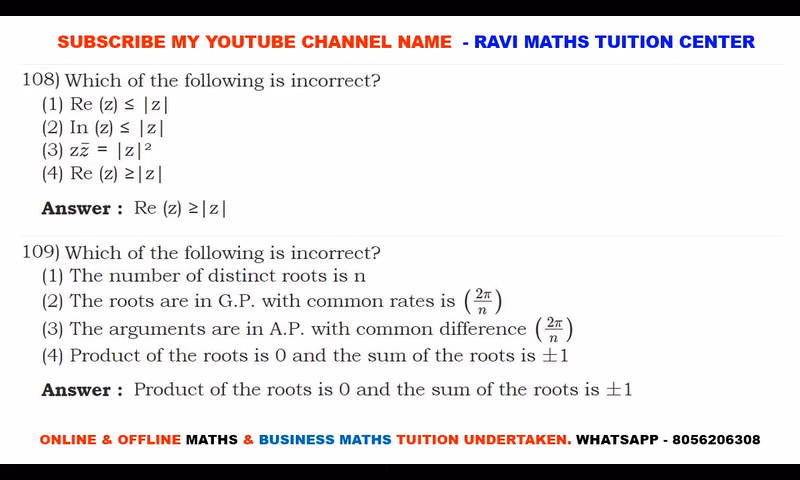 SUBSCRIBE MY YOUTUBE CHANNEL NAME - RAVI MATHS TUITION CENTER
108) Which of the following is incorrect?
(1) Re (z) ≤ |z|
(2) In (z) ≤ |z|
(3) zz̄ = |z|²
(4) Re (z) ≥|z|
Answer : Re (z) ≥|z|
109) Which of the following is incorrect?
(1) The number of distinct roots is n
(2) The roots are in G.P. with common rates is (2π/n)
(3) The arguments are in A.P. with common difference (2π/n)
(4) Product of the roots is 0 and the sum of the roots is ±1
Answer : Product of the roots is 0 and the sum of the roots is ±1
ONLINE & OFFLINE MATHS & BUSINESS MATHS TUITION UNDERTAKEN. WHATSAPP - 8056206308